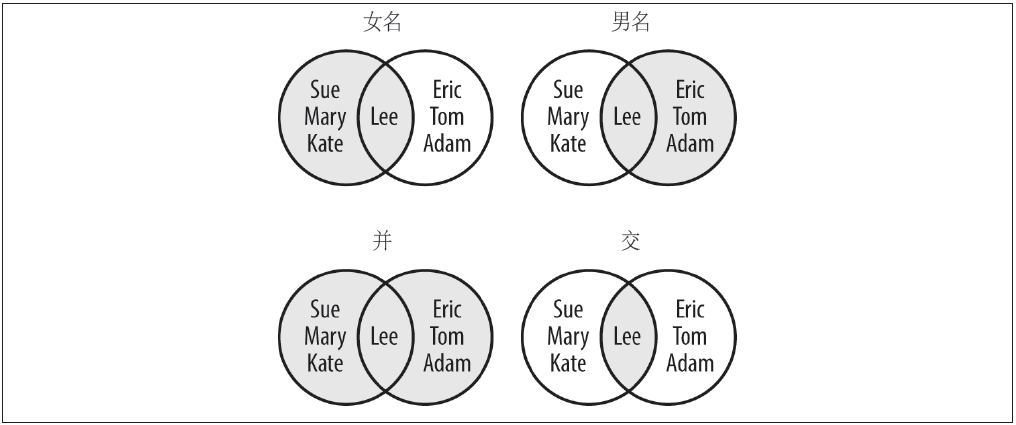 女名
男名
Sue
Mary
Kate
Lee
Eric
Tom
Adam
Sue
Mary
Kate
Lee
Eric
Tom
Adam
并
交
Sue
Mary
Kate
Lee
Eric
Tom
Adam
Sue
Mary
Kate
Lee
Eric
Tom
Adam